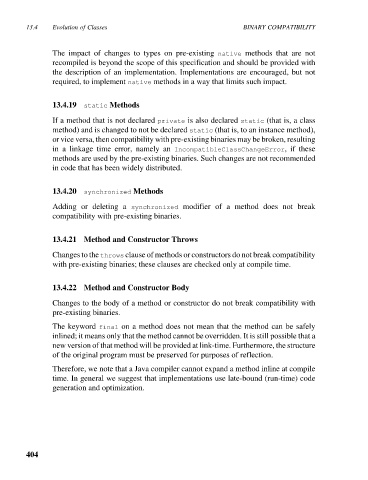 13.4 Evolution of Classes BINARY COMPATIBILITY
The impact of changes to types on pre-existing native methods that are not
recompiled is beyond the scope of this specification and should be provided with
the description of an implementation. Implementations are encouraged, but not
required, to implement native methods in a way that limits such impact.
13.4.19 static Methods
If a method that is not declared private is also declared static (that is, a class
method) and is changed to not be declared static (that is, to an instance method),
or vice versa, then compatibility with pre-existing binaries may be broken, resulting
in a linkage time error, namely an IncompatibleClassChangeError, if these
methods are used by the pre-existing binaries. Such changes are not recommended
in code that has been widely distributed.
13.4.20 synchronized Methods
Adding or deleting a synchronized modifier of a method does not break
compatibility with pre-existing binaries.
13.4.21 Method and Constructor Throws
Changes to the throws clause of methods or constructors do not break compatibility
with pre-existing binaries; these clauses are checked only at compile time.
13.4.22 Method and Constructor Body
Changes to the body of a method or constructor do not break compatibility with
pre-existing binaries.
The keyword final on a method does not mean that the method can be safely
inlined; it means only that the method cannot be overridden. It is still possible that a
new version of that method will be provided at link-time. Furthermore, the structure
of the original program must be preserved for purposes of reflection.
Therefore, we note that a Java compiler cannot expand a method inline at compile
time. In general we suggest that implementations use late-bound (run-time) code
generation and optimization.
404